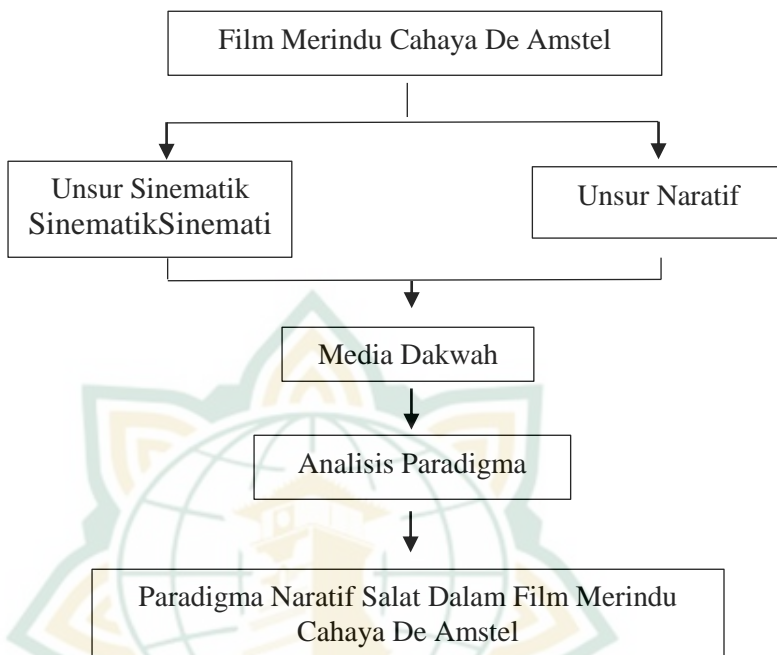 Film Merindu Cahaya De Amstel
Unsur Sinematik
SinematikSinemati
Unsur Naratif
Media Dakwah
Analisis Paradigma
Paradigma Naratif Salat Dalam Film Merindu
Cahaya De Amstel